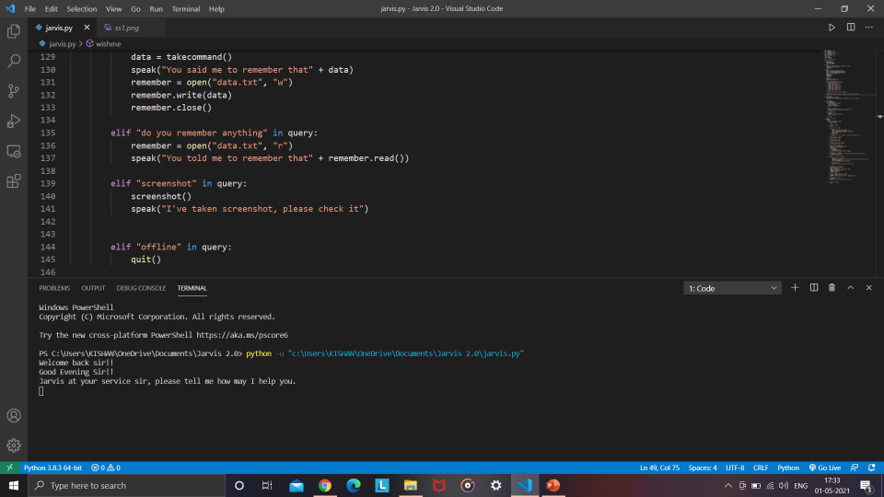 File Edit Selection View Go Run Terminal Help
jarvis.py - Jarvis 2.0 - Visual Studio Code
jarvis.py
ss1.png
jarvis.py > wishme
129 data = takecommand()
130 speak("You said me to remember that" + data)
131 remember = open("data.txt", "w")
132 remember.write(data)
133 remember.close()
134
135 elif "do you remember anything" in query:
136 remember = open("data.txt", "r")
137 speak("You told me to remember that" + remember.read())
138
139 elif "screenshot" in query:
140 screenshot()
141 speak("I've taken screenshot, please check it")
142
143
144 elif "offline" in query:
145 quit()
146
PROBLEMS OUTPUT DEBUG CONSOLE TERMINAL
1: Code
Windows PowerShell
Copyright (C) Microsoft Corporation. All rights reserved.
Try the new cross-platform PowerShell https://aka.ms/pscore6
PS C:\Users\KISHAN\OneDrive\Documents\Jarvis 2.0> python -u "c:\Users\KISHAN\OneDrive\Documents\Jarvis 2.0\jarvis.py"
Welcome back sir!!
Good Evening Sir!!
Jarvis at your service sir, please tell me how may I help you.
Python 3.8.3 64-bit 0 0
Ln 49, Col 75 Spaces: 4 UTF-8 CRLF Python Go Live
Type here to search
ENG
17:33
01-05-2021